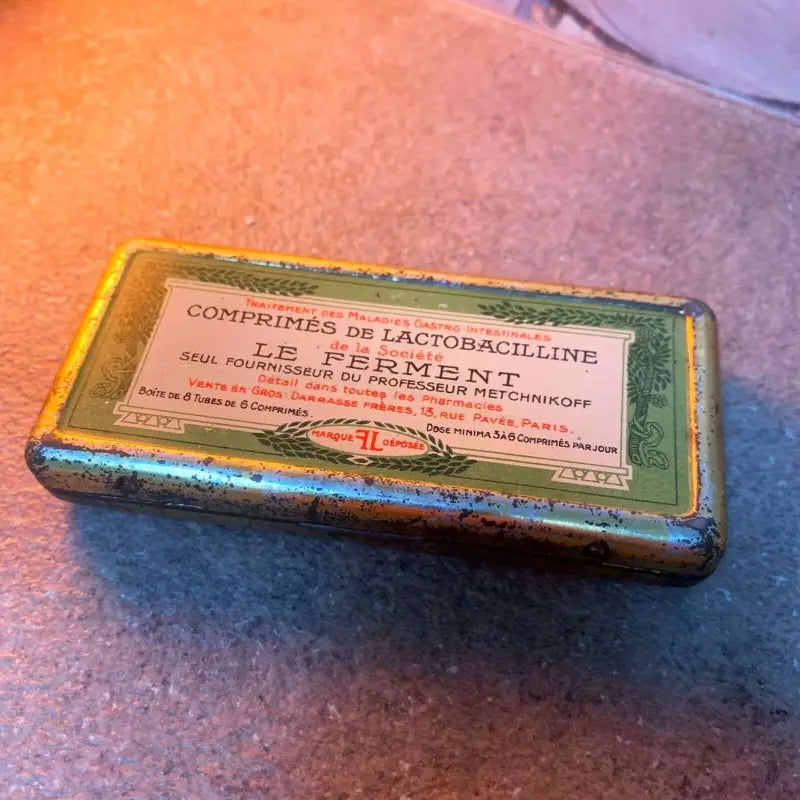 TRAITEMENT DES MALADIES GASTRO-INTESTINALES
COMPRIMÉS DE LACTOBACILLINE
de la Société
LE FERMENT
SEUL FOURNISSEUR DU PROFESSEUR METCHNIKOFF
Détail dans toutes les Pharmacies
VENTE EN GROS: DARRASSE FRÈRES, 13, RUE PAVÉE, PARIS.
BOÎTE DE 8 TUBES DE 6 COMPRIMÉS.
DOSE MINIMA 3 À 6 COMPRIMÉS PAR JOUR
MARQUE FL DÉPOSÉE